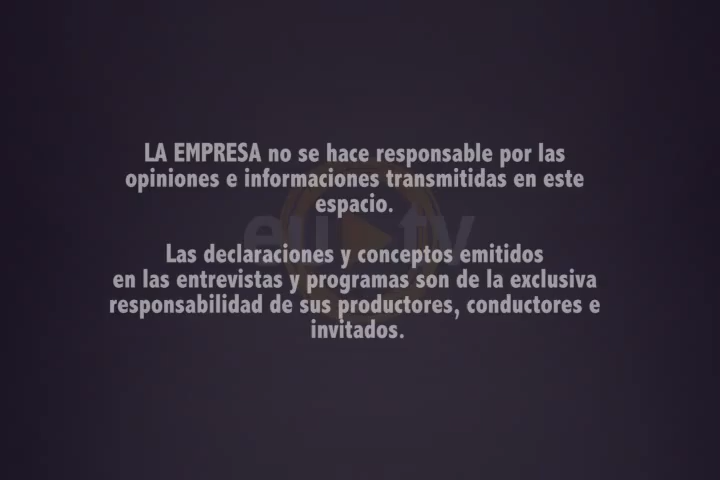 LA EMPRESA no se hace responsable por las
opiniones e informaciones transmitidas en este
espacio.
Las declaraciones y conceptos emitidos
en las entrevistas y programas son de la exclusiva
responsabilidad de sus productores, conductores e
invitados.